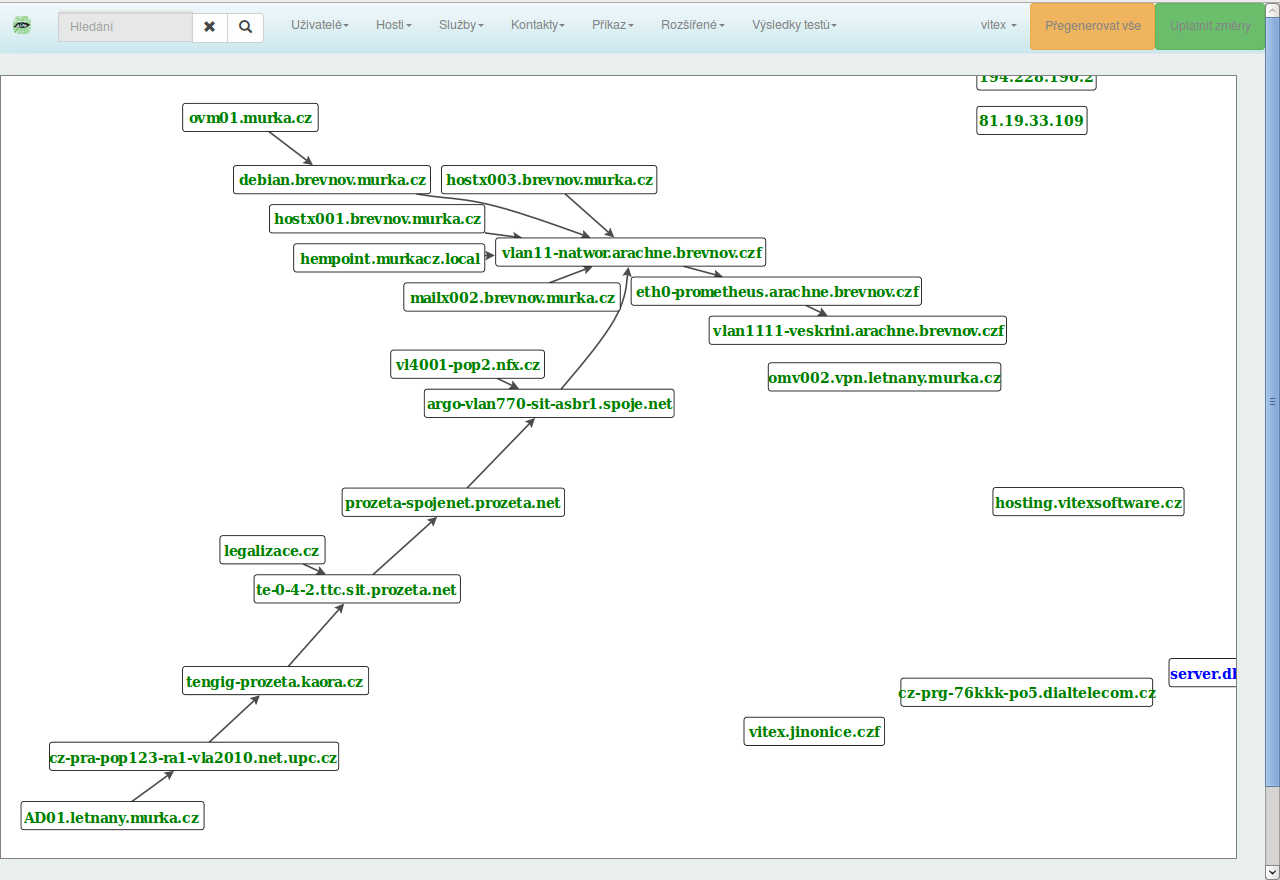 Hledání
Uživatelé
Hosti
Služby
Kontakty
Příkaz
Rozšířené
Výsledky testů
vitex
Přegenerovat vše
Uplatnit změny
194.228.190.2
ovm01.murka.cz
81.19.33.109
debian.brevnov.murka.cz
hostx003.brevnov.murka.cz
hostx001.brevnov.murka.cz
vlan11-natwor.arachne.brevnov.czf
hempoint.murkacz.local
mailx002.brevnov.murka.cz
eth0-prometheus.arachne.brevnov.czf
vlan1111-veskrini.arachne.brevnov.czf
vl4001-pop2.nfx.cz
omv002.vpn.letnany.murka.cz
argo-vlan770-sit-asbr1.spoje.net
prozeta-spojenet.prozeta.net
hosting.vitexsoftware.cz
legalizace.cz
te-0-4-2.ttc.sit.prozeta.net
tengig-prozeta.kaora.cz
cz-prg-76kkk-po5.dialtelecom.cz
vitex.jinonice.czf
cz-pra-pop123-ra1-vla2010.net.upc.cz
AD01.letnany.murka.cz